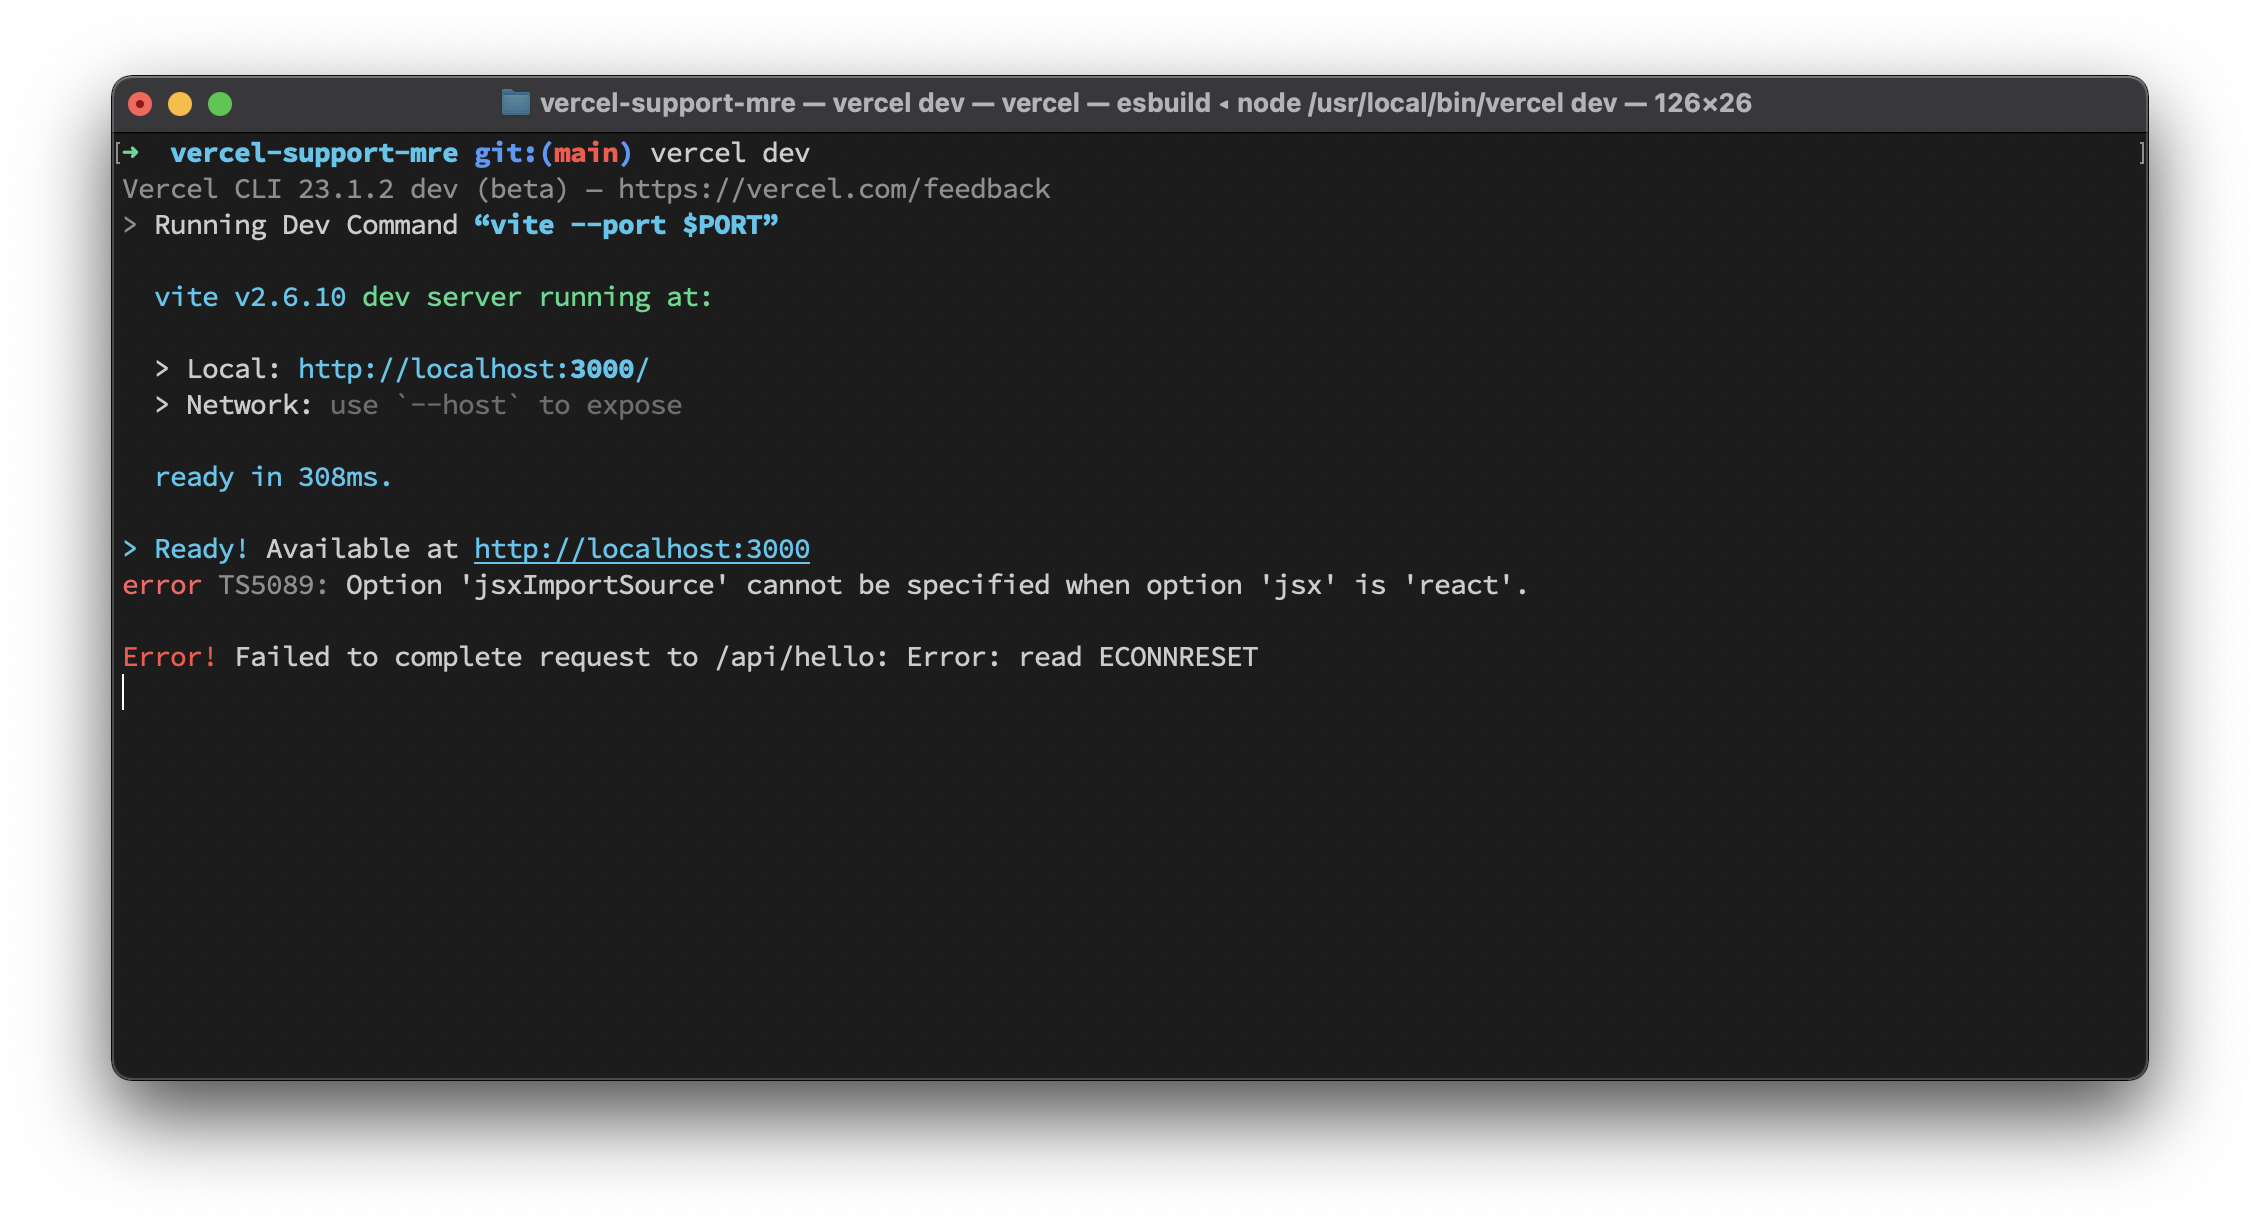 vercel-support-mre — vercel dev — vercel — esbuild ◂ node /usr/local/bin/vercel dev — 126×26
[➜  vercel-support-mre git:(main) vercel dev ]
Vercel CLI 23.1.2 dev (beta) — https://vercel.com/feedback
> Running Dev Command “vite --port $PORT”
vite v2.6.10 dev server running at:
> Local: http://localhost:3000/
> Network: use `--host` to expose
ready in 308ms.
> Ready! Available at http://localhost:3000
error TS5089: Option 'jsxImportSource' cannot be specified when option 'jsx' is 'react'.
Error! Failed to complete request to /api/hello: Error: read ECONNRESET